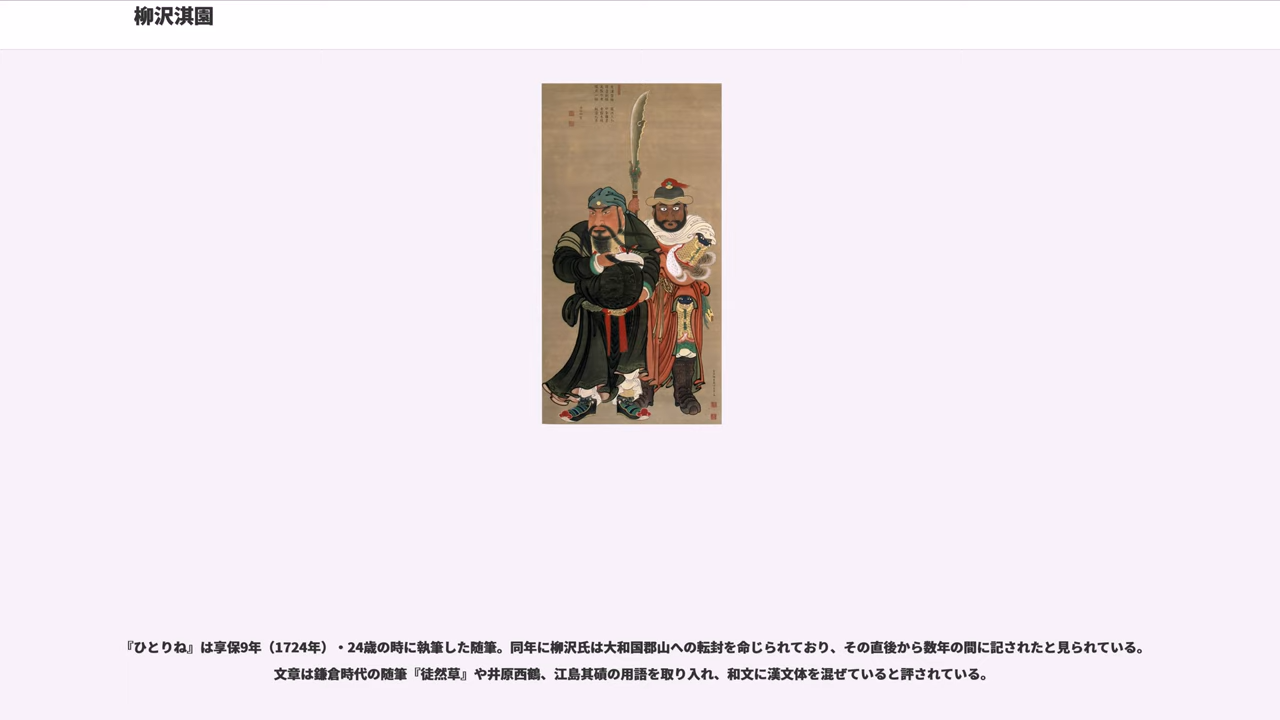 柳沢淇園
『ひとりね』は享保9年（1724年）・24歳の時に執筆した随筆。同年に柳沢氏は大和国郡山への転封を命じられており、その直後から数年の間に記されたと見られている。
文章は鎌倉時代の随筆『徒然草』や井原西鶴、江島其磧の用語を取り入れ、和文に漢文体を混ぜていると評されている。